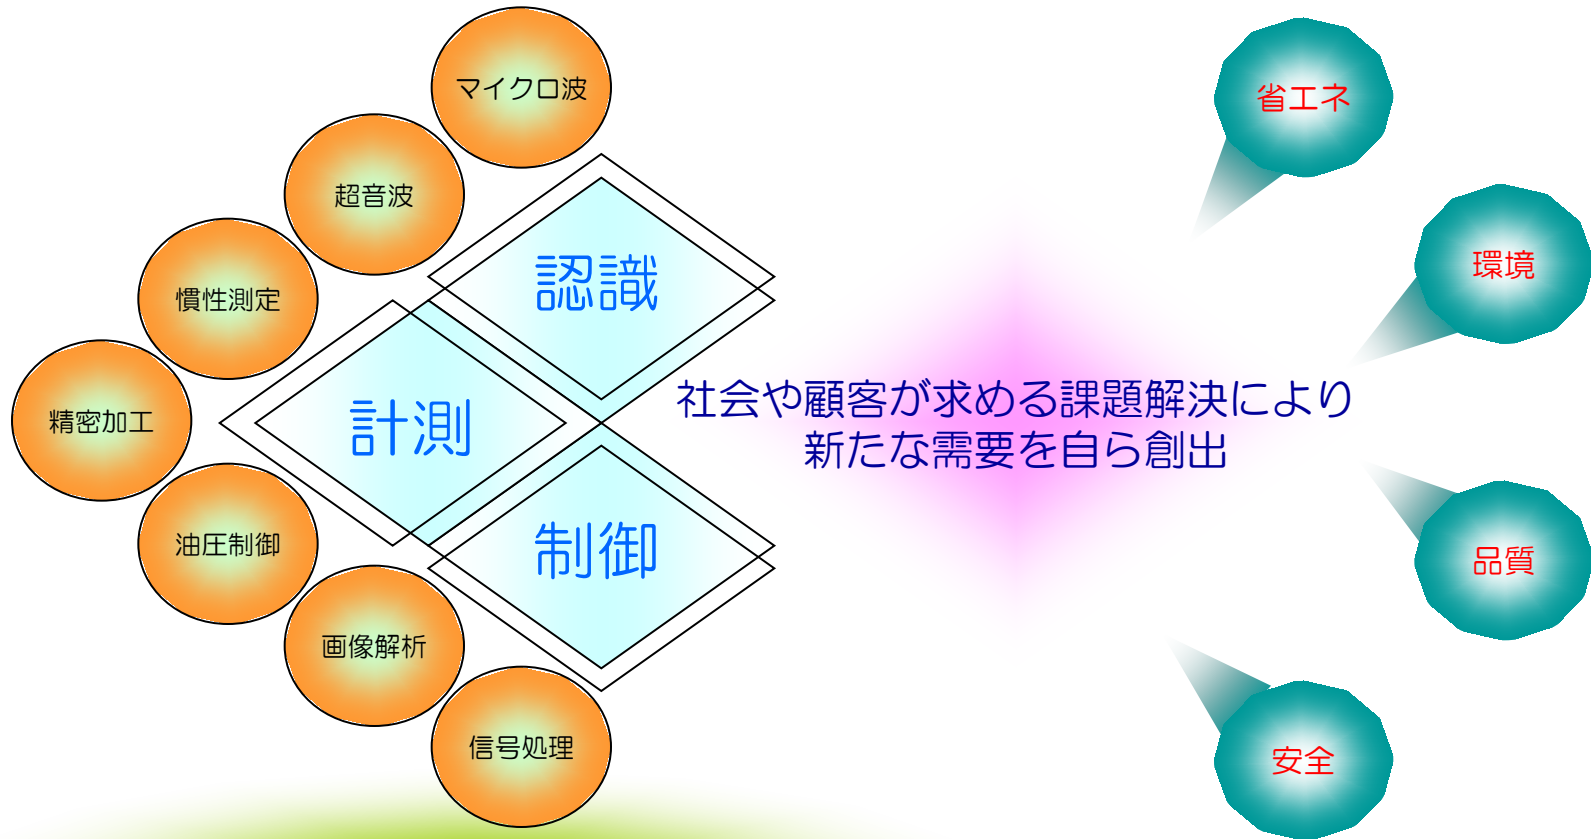 マイクロ波
超音波
慣性測定
精密加工
油圧制御
画像解析
信号処理
認識
計測
制御
社会や顧客が求める課題解決により
新たな需要を自ら創出
省エネ
環境
品質
安全